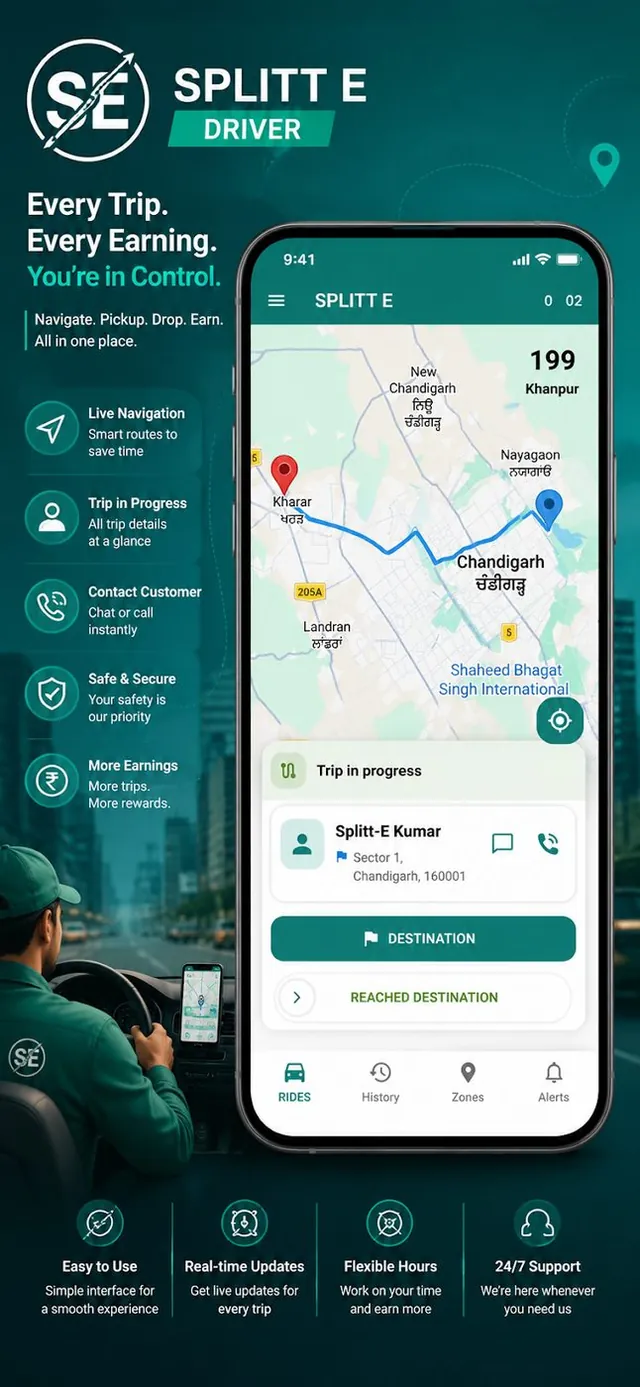 SE
SPLITT E
DRIVER
Every Trip.
Every Earning.
You're in Control.
Navigate. Pickup. Drop. Earn.
All in one place.
Live Navigation
Smart routes to
save time
Trip in Progress
All trip details
at a glance
Contact Customer
Chat or call
instantly
Safe & Secure
Your safety is
our priority
More Earnings
More trips.
More rewards.
SE
9:41
SPLITT E
0 02
199
Khanpur
New
Chandigarh
ਨਿਊ
ਚੰਡੀਗੜ੍ਹ
Nayagaon
ਨਯਾਗਾਂਓ
5
Kharar
ਖਰੜ
Chandigarh
ਚੰਡੀਗੜ੍ਹ
205A
Landran
ਲਾਂਡਰਾਂ
5
Shaheed Bhagat
Singh International
Trip in progress
Splitt-E Kumar
Sector 1,
Chandigarh, 160001
DESTINATION
REACHED DESTINATION
RIDES
History
Zones
Alerts
Easy to Use
Simple interface for
a smooth experience
Real-time Updates
Get live updates for
every trip
Flexible Hours
Work on your time
and earn more
24/7 Support
We're here whenever
you need us